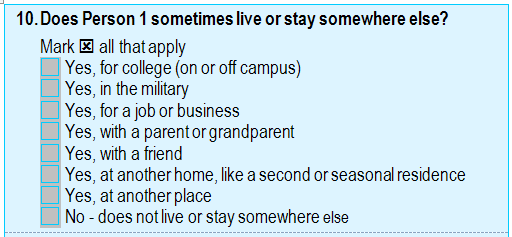 10. Does Person 1 sometimes live or stay somewhere else?
Mark ☒ all that apply
Yes, for college (on or off campus)
Yes, in the military
Yes, for a job or business
Yes, with a parent or grandparent
Yes, with a friend
Yes, at another home, like a second or seasonal residence
Yes, at another place
No - does not live or stay somewhere else